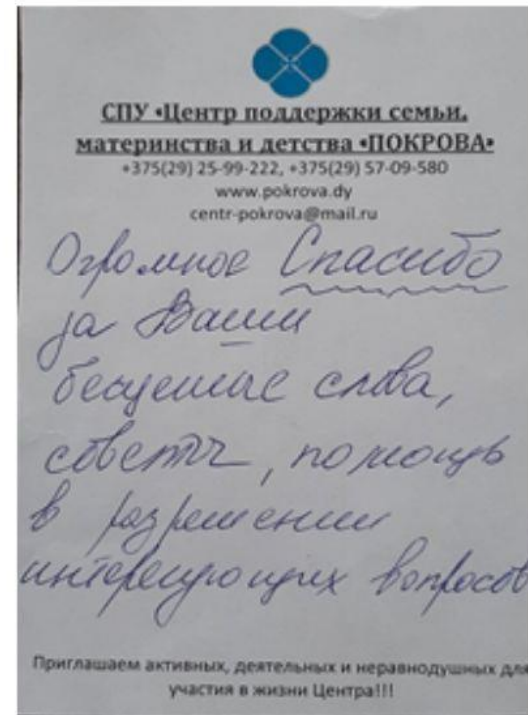 СПУ «Центр поддержки семьи,
материнства и детства «ПОКРОВА»
+375(29) 25-99-222, +375(29) 57-09-580
www.pokrova.dy
centr-pokrova@mail.ru
Огромное Спасибо
за Ваши
бесценные слова,
советы, помощь
в разрешении
интересующих вопросов
Приглашаем активных, деятельных и неравнодушных для
участия в жизни Центра!!!